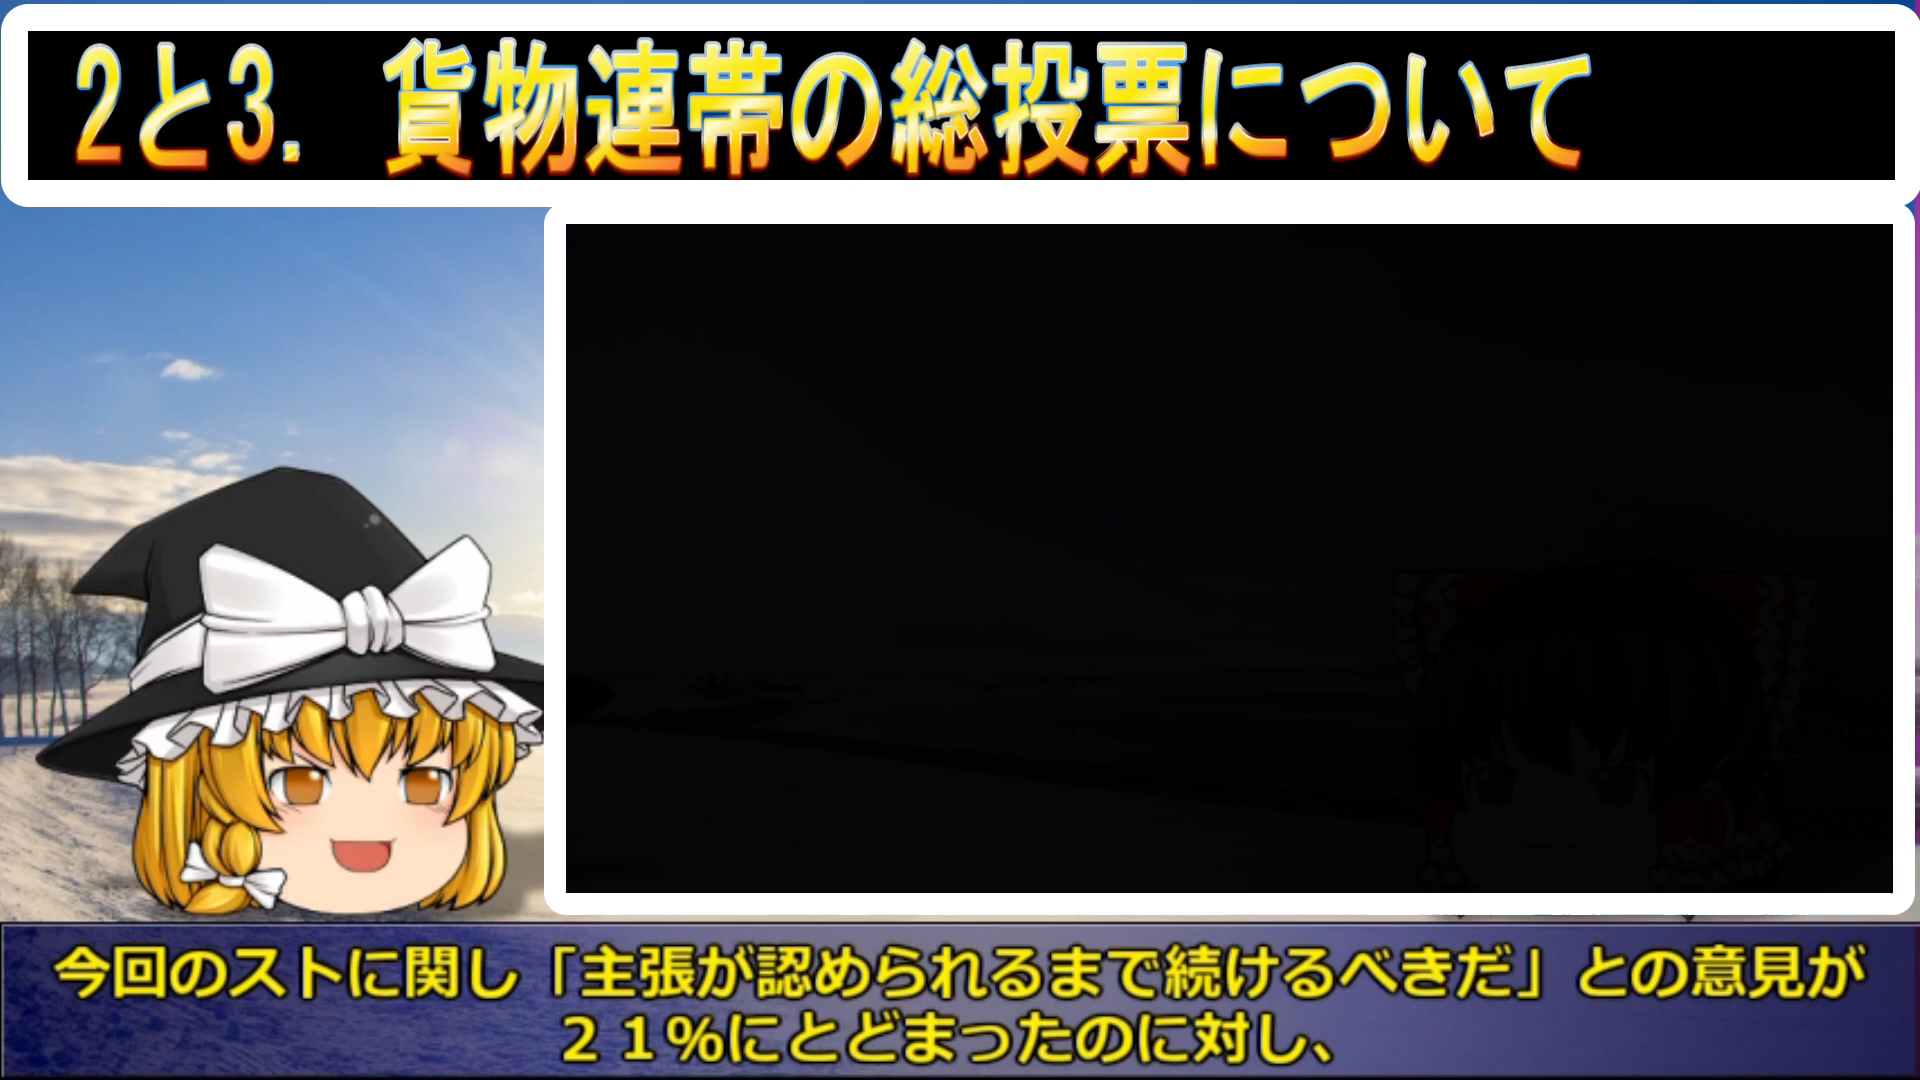 2と3. 貨物連帯の総投票について
今回のストに関し「主張が認められるまで続けるべきだ」との意見が
２１％にとどまったのに対し、